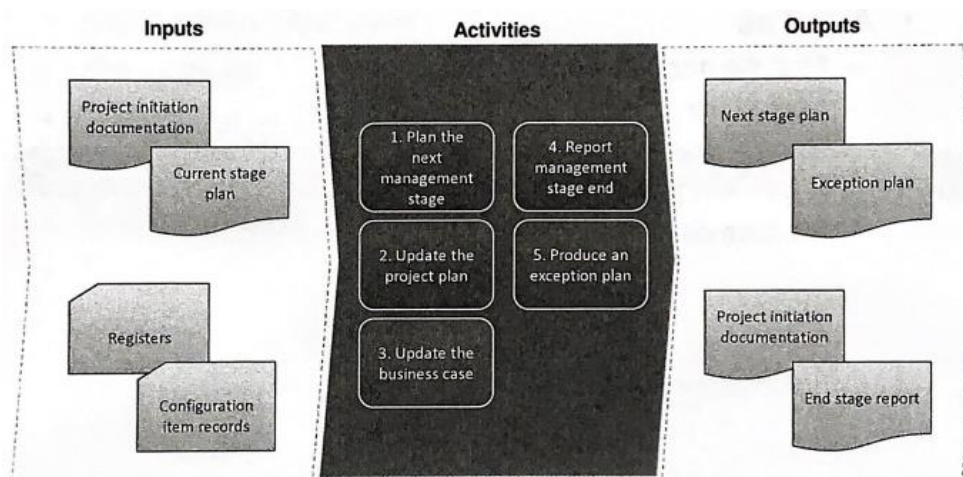 Inputs
Activities
Outputs
Project initiation
documentation
Current stage
plan
Registers
Configuration
item records
1. Plan the
next
management
stage
2. Update the
project plan
3. Update the
business case
4. Report
management
stage end
5. Produce an
exception plan
Next stage plan
Exception plan
Project initiation
documentation
End stage report